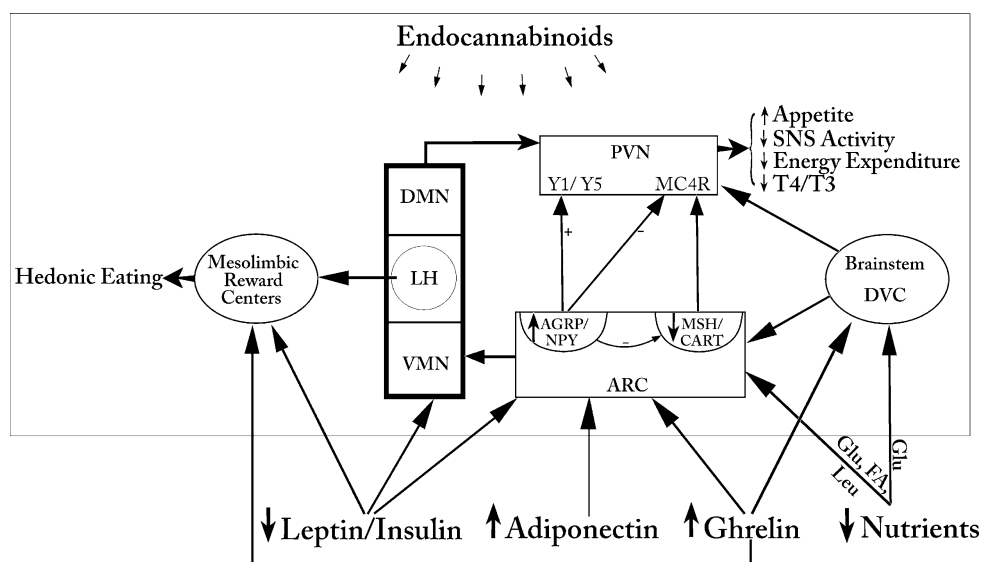 Endocannabinoids
↑ Appetite
↓ SNS Activity
↓ Energy Expenditure
↓ T4/T3
PVN
Y1/ Y5
MC4R
DMN
LH
VMN
Hedonic Eating
Mesolimbic
Reward
Centers
Brainstem
DVC
+
–
↑ AGRP/
NPY
–
↓ MSH/
CART
ARC
Glu, FA,
Leu
Glu
↓ Leptin/Insulin
↑ Adiponectin
↑ Ghrelin
↓ Nutrients